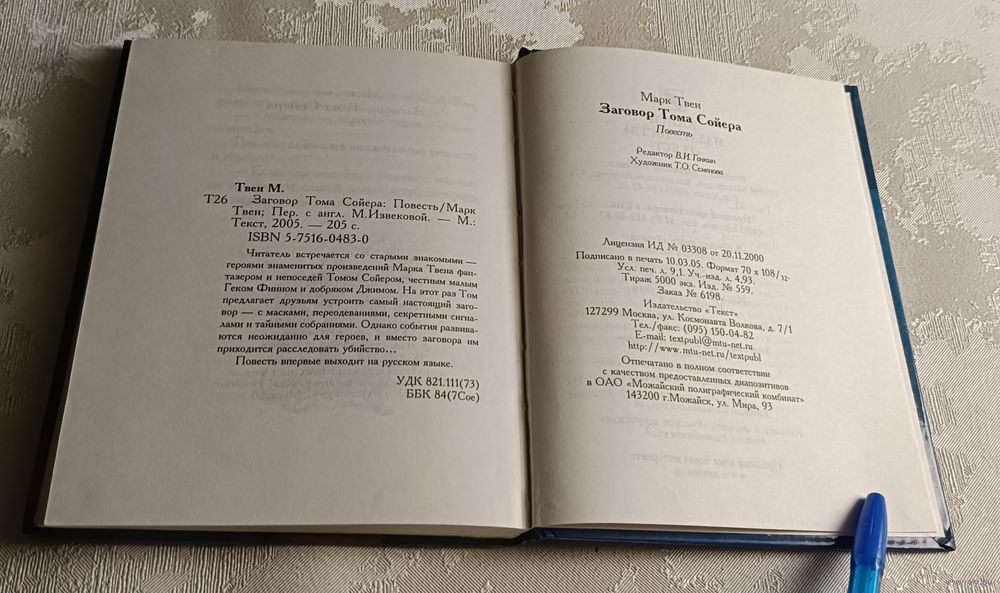 Твен М.
Т26 Заговор Тома Сойера: Повесть/Марк
Твен; Пер. с англ. М.Извековой. — М.:
Текст, 2005. — 205 с.
ISBN 5-7516-0483-0
Читатель встречается со старыми знакомыми —
героями знаменитых произведений Марка Твена фан-
тазером и непоседой Томом Сойером, честным малым
Геком Финном и добряком Джимом. На этот раз Том
предлагает друзьям устроить самый настоящий заго-
вор — с масками, переодеваниями, секретными сигна-
лами и тайными собраниями. Однако события развива-
ются неожиданно для героев, и вместо заговора им
приходится расследовать убийство...
Повесть впервые выходит на русском языке.
УДК 821.111(73)
ББК 84(7Сое)
Марк Твен
Заговор Тома Сойера
Повесть
Редактор В.И. Генкин
Художник Т.О. Семенова
Лицензия ИД № 03308 от 20.11.2000
Подписано в печать 10.03.05. Формат 70 x 108/32.
Усл. печ. л. 9,1. Уч.-изд. л. 4,93.
Тираж 5000 экз. Изд. № 559.
Заказ № 6198.
Издательство «Текст»
127299 Москва, ул. Космонавта Волкова, д. 7/1
Тел./факс: (095) 150-04-82
E-mail: textpubl@mtu-net.ru
http://www.mtu-net.ru/textpubl
Отпечатано в полном соответствии
с качеством предоставленных диапозитивов
в ОАО «Можайский полиграфический комбинат»
143200 г.Можайск, ул. Мира, 93